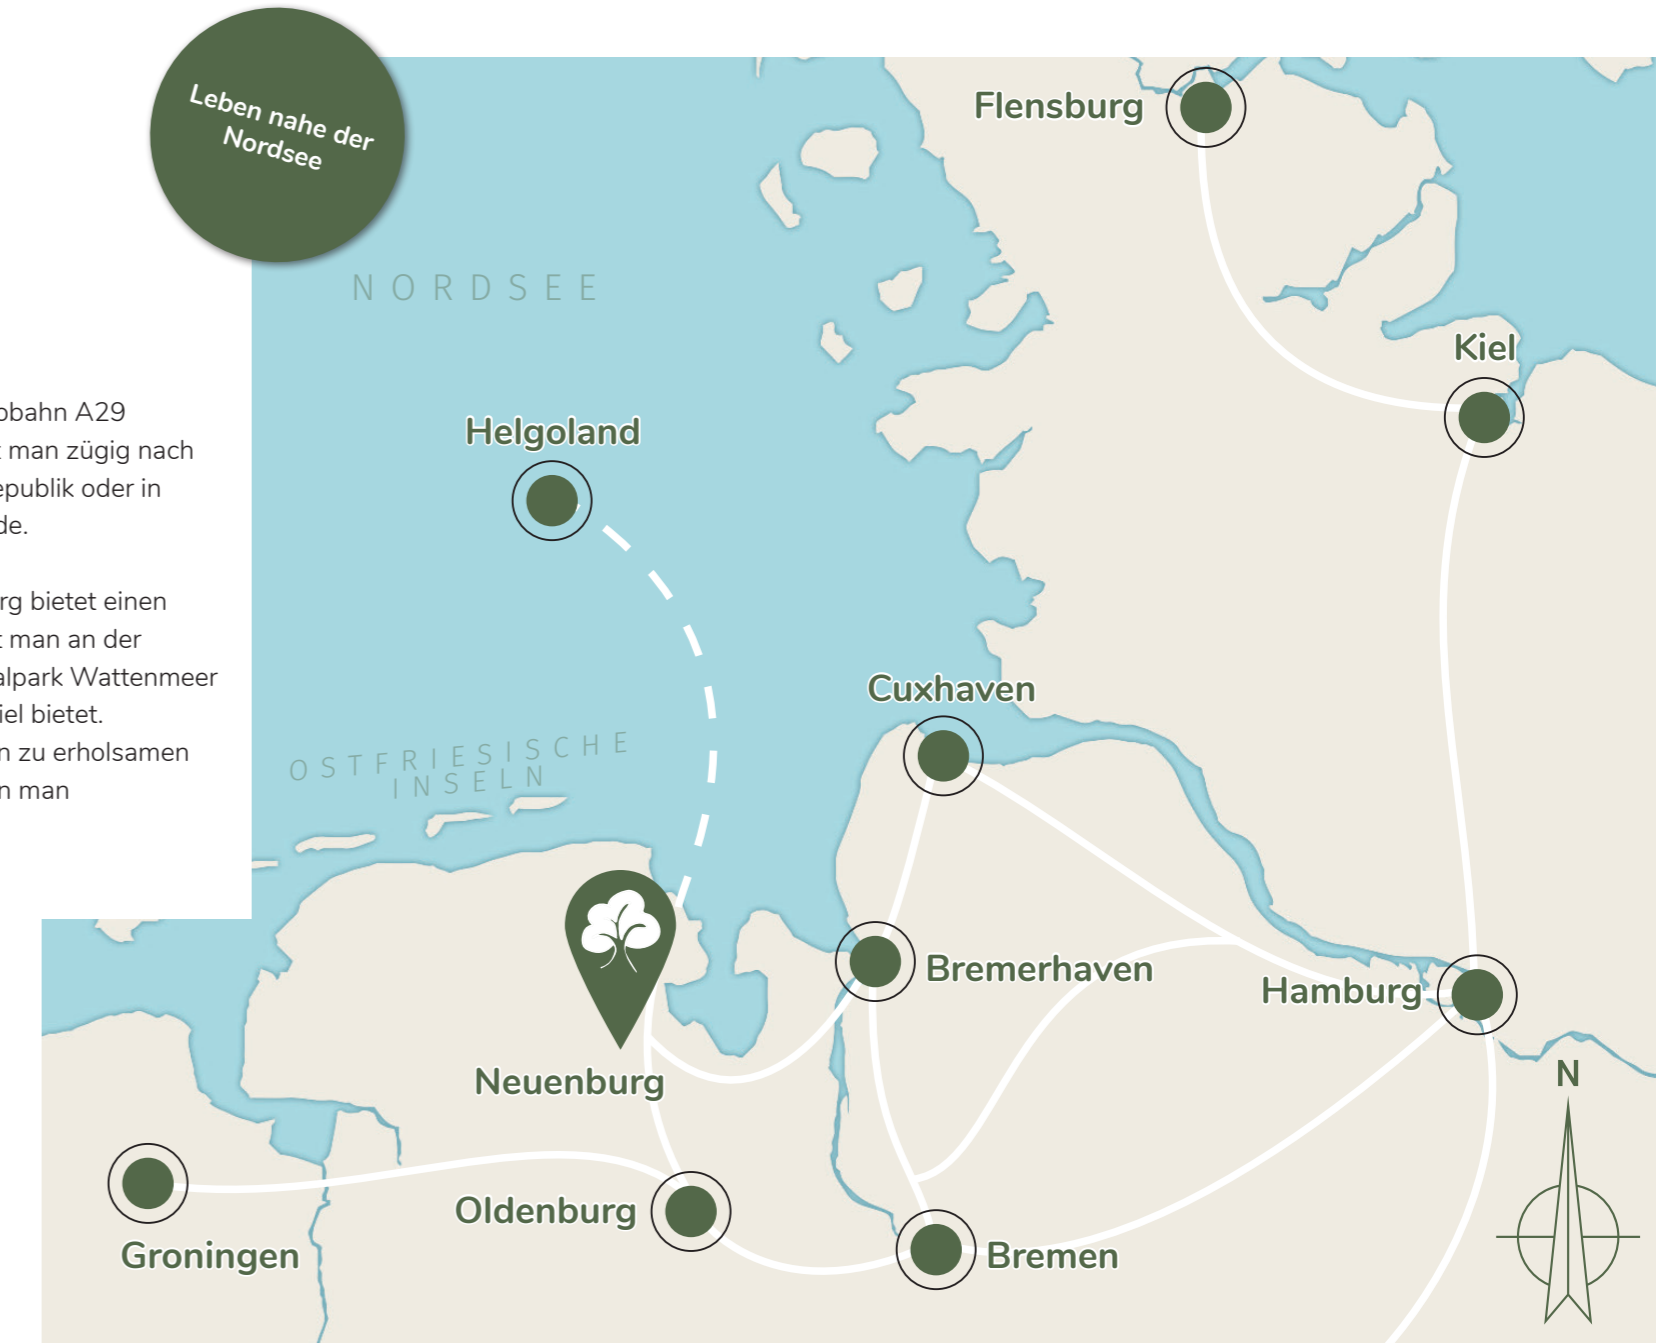 Leben nahe der
Nordsee
obahn A29
man zügig nach
epublik oder in
de.
rg bietet einen
man an der
alpark Wattenmeer
iel bietet.
n zu erholsamen
n man
Flensburg
NORDSEE
Kiel
Helgoland
Cuxhaven
OSTFRIESISCHE
INSELN
Bremerhaven
Hamburg
Neuenburg
N
Oldenburg
Groningen
Bremen